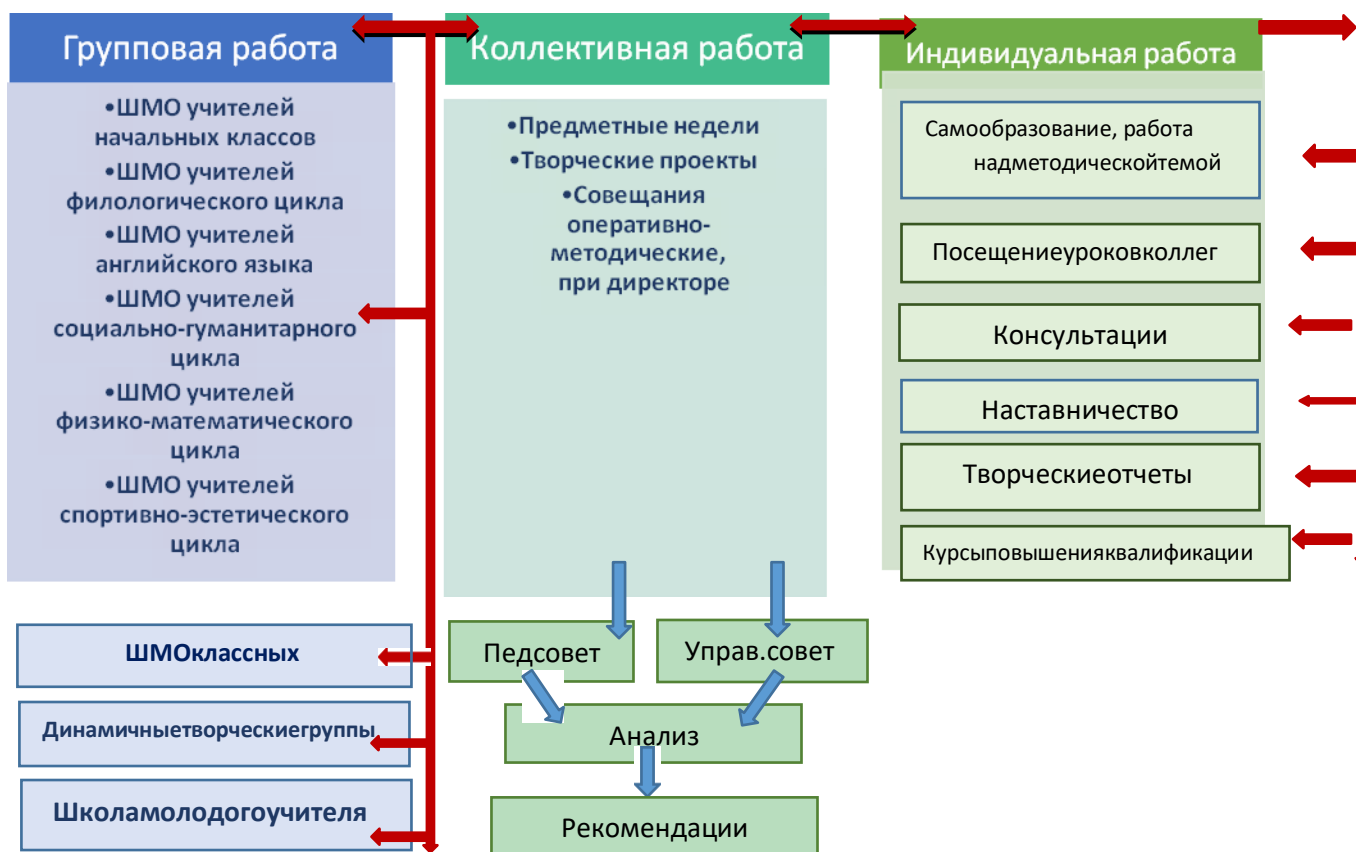 Групповая работа
•ШМО учителей
начальных классов
•ШМО учителей
филологического цикла
•ШМО учителей
английского языка
•ШМО учителей
социально-гуманитарного
цикла
•ШМО учителей
физико-математического
цикла
•ШМО учителей
спортивно-эстетического
цикла
ШМОклассных
Динамичныетворческиегруппы
Школамолодогоучителя
Коллективная работа
•Предметные недели
•Творческие проекты
•Совещания
оперативно-
методические,
при директоре
Педсовет
Управ.совет
Анализ
Рекомендации
Индивидуальная работа
Самообразование, работа
надметодическойтемой
Посещениеуроковколлег
Консультации
Наставничество
Творческиеотчеты
Курсыповышенияквалификации